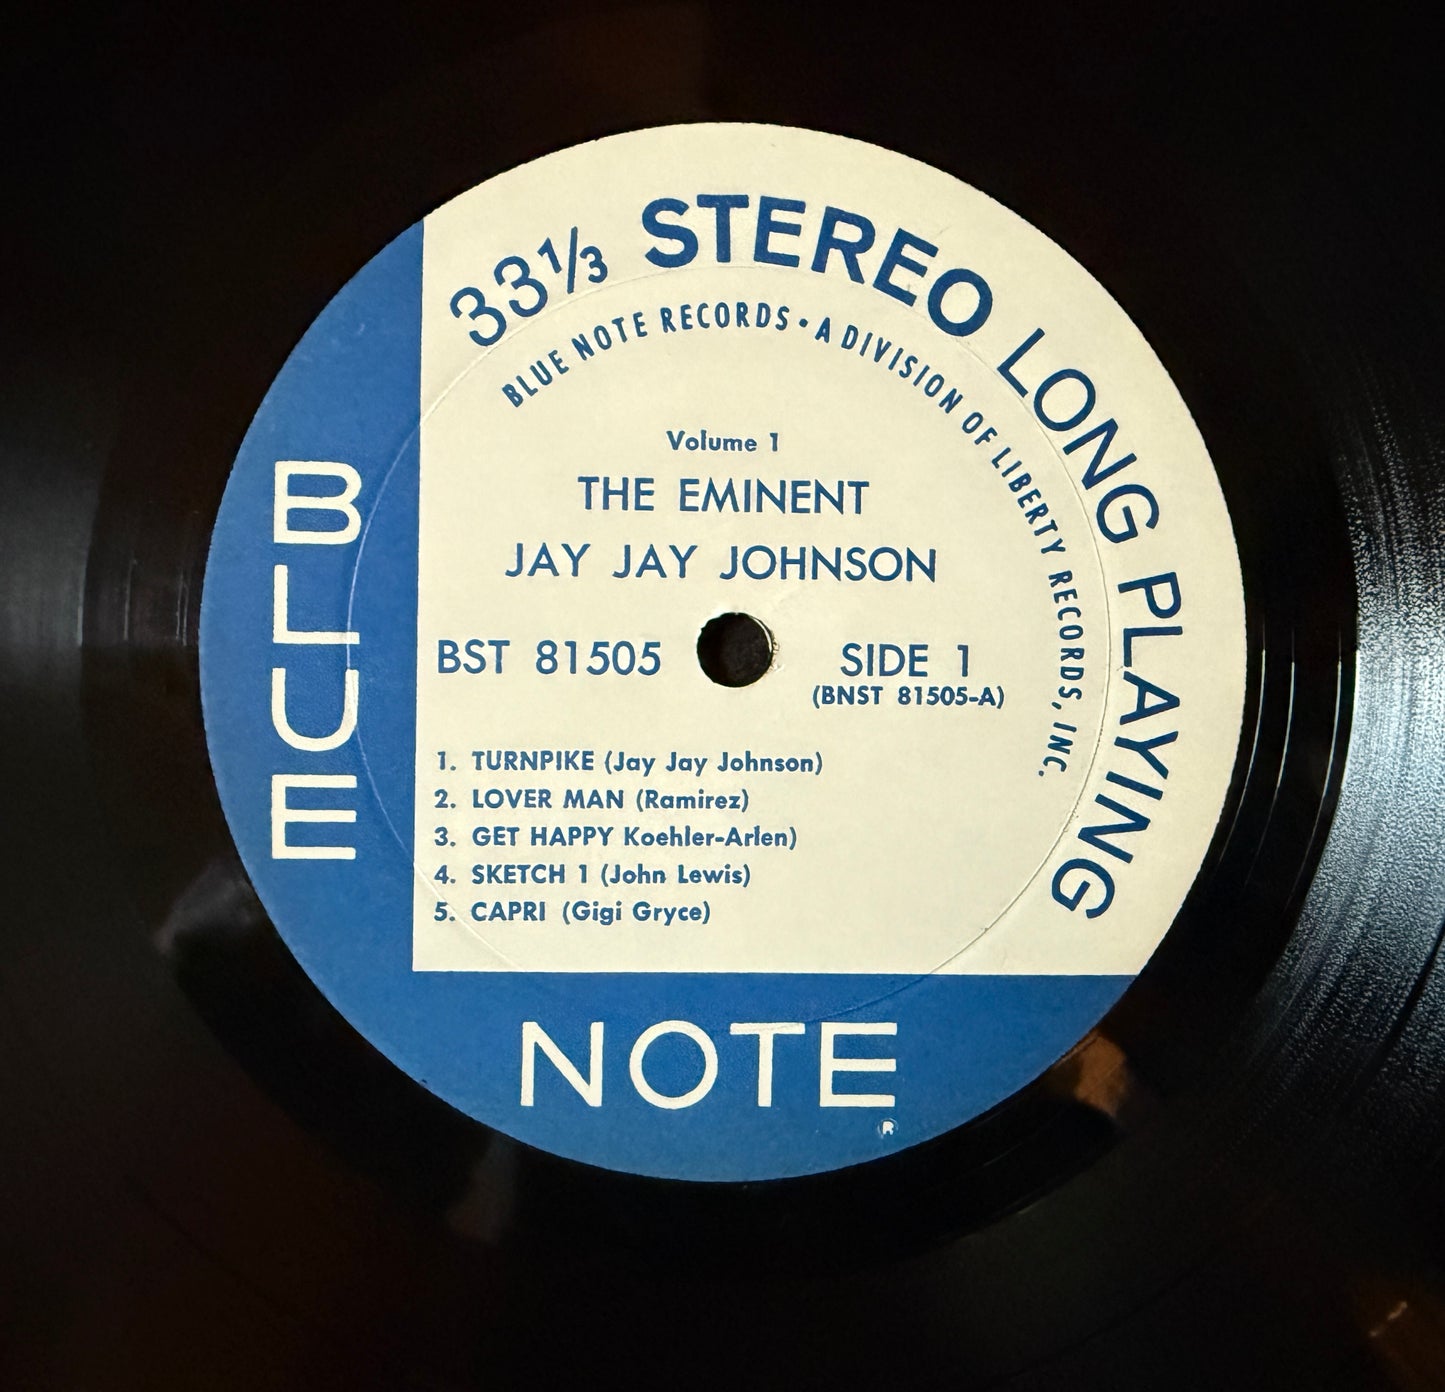 33⅓ STEREO LONG PLAYING
BLUE NOTE RECORDS • A DIVISION OF LIBERTY RECORDS, INC.
Volume 1
THE EMINENT
JAY JAY JOHNSON
BST 81505
SIDE 1
(BNST 81505-A)
1. TURNPIKE (Jay Jay Johnson)
2. LOVER MAN (Ramirez)
3. GET HAPPY Koehler-Arlen)
4. SKETCH 1 (John Lewis)
5. CAPRI (Gigi Gryce)
BLUE
NOTE
®